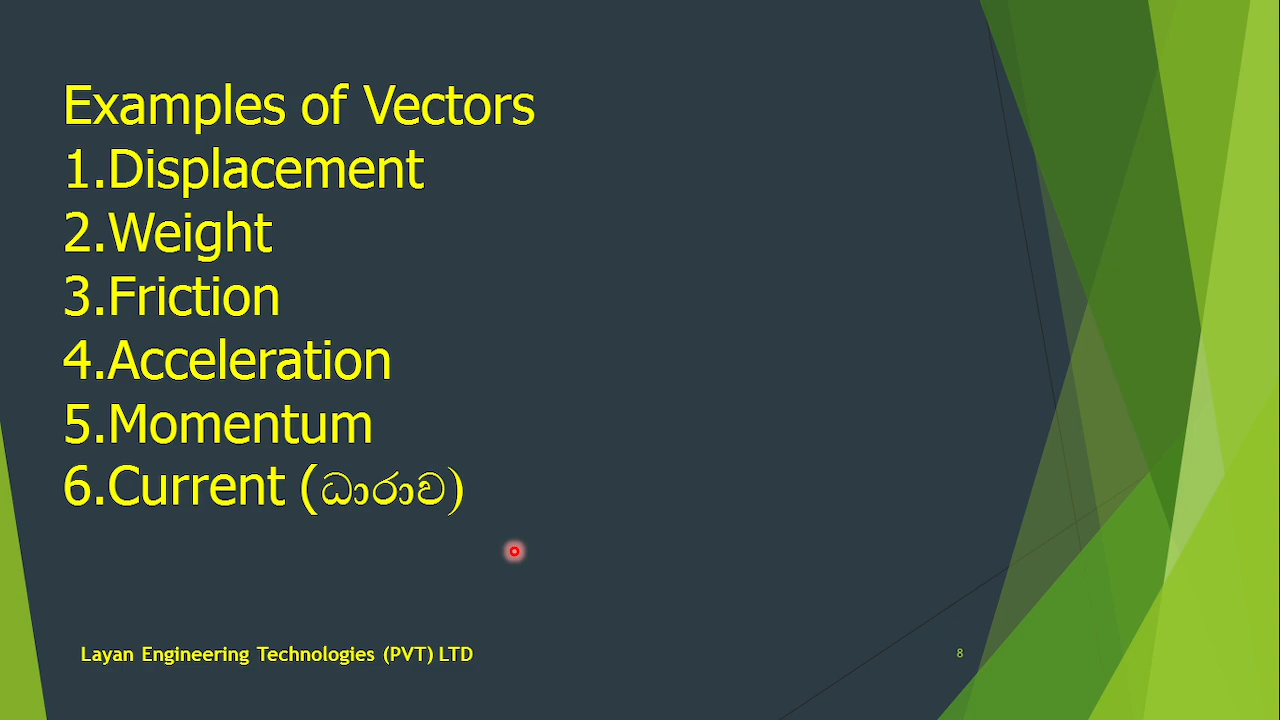 Examples of Vectors
1.Displacement
2.Weight
3.Friction
4.Acceleration
5.Momentum
6.Current (ධාරාව)
Layan Engineering Technologies (PVT) LTD
8